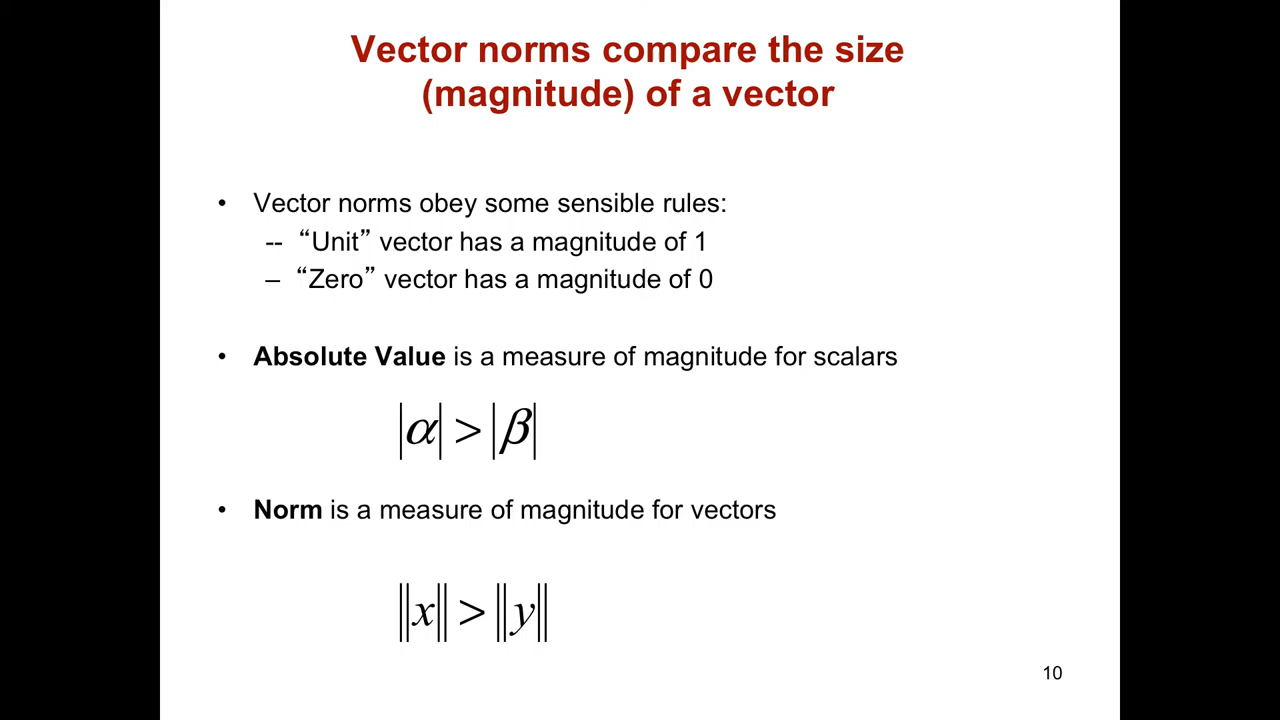 Vector norms compare the size
(magnitude) of a vector
• Vector norms obey some sensible rules:
-- “Unit” vector has a magnitude of 1
– “Zero” vector has a magnitude of 0
• Absolute Value is a measure of magnitude for scalars
|α| > |β|
• Norm is a measure of magnitude for vectors
‖x‖ > ‖y‖
10